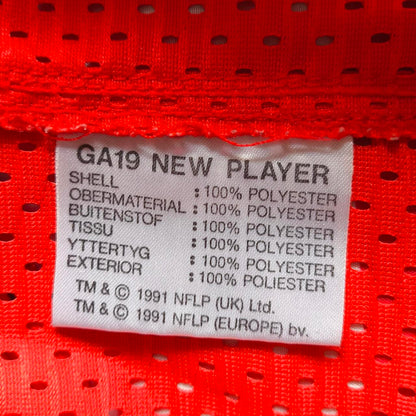 GA19 NEW PLAYER
SHELL : 100% POLYESTER
OBERMATERIAL : 100% POLYESTER
BUITENSTOF : 100% POLYESTER
TISSU : 100% POLYESTER
YTTERTYG : 100% POLYESTER
EXTERIOR : 100% POLIESTER
TM & © 1991 NFLP (UK) Ltd.
TM & © 1991 NFLP (EUROPE) bv.